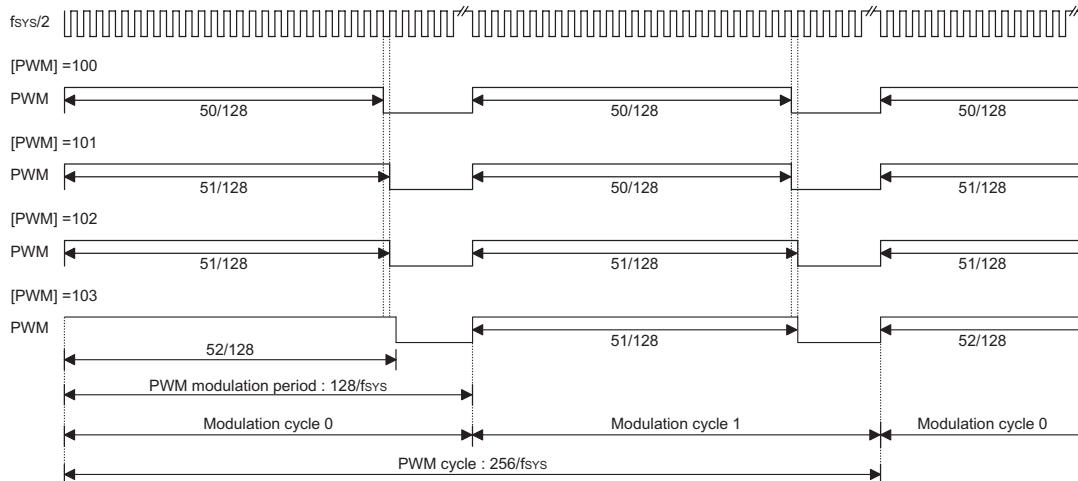 fSYS/2
[PWM] =100
PWM
50/128
50/128
50/128
[PWM] =101
PWM
51/128
50/128
51/128
[PWM] =102
PWM
51/128
51/128
51/128
[PWM] =103
PWM
52/128
51/128
52/128
PWM modulation period : 128/fSYS
Modulation cycle 0
Modulation cycle 1
Modulation cycle 0
PWM cycle : 256/fSYS